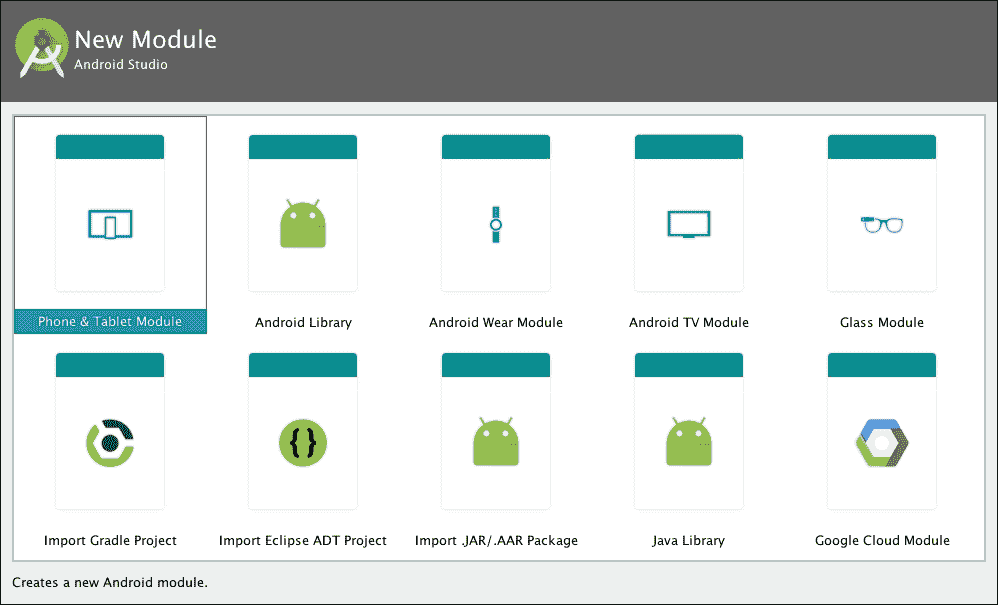 New Module
Android Studio
Phone & Tablet Module
Android Library
Android Wear Module
Android TV Module
Glass Module
{}
Import Gradle Project
Import Eclipse ADT Project
Import .JAR/.AAR Package
Java Library
Google Cloud Module
Creates a new Android module.